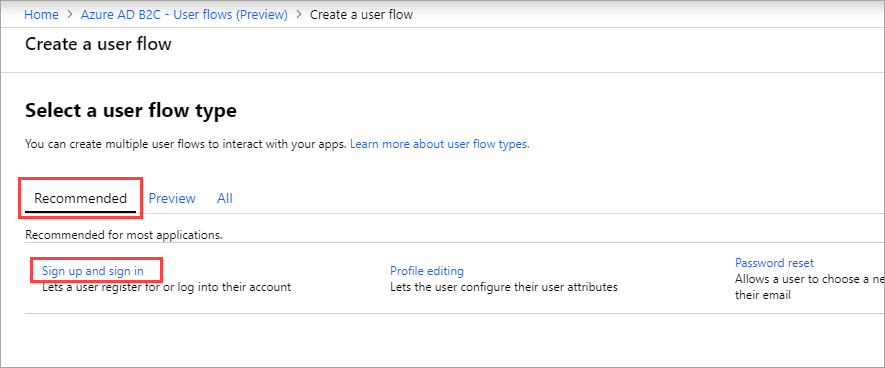 Home > Azure AD B2C - User flows (Preview) > Create a user flow
Create a user flow
Select a user flow type
You can create multiple user flows to interact with your apps. Learn more about user flow types.
Recommended Preview All
Recommended for most applications.
Sign up and sign in
Lets a user register for or log into their account
Profile editing
Lets the user configure their user attributes
Password reset
Allows a user to choose a ne
their email